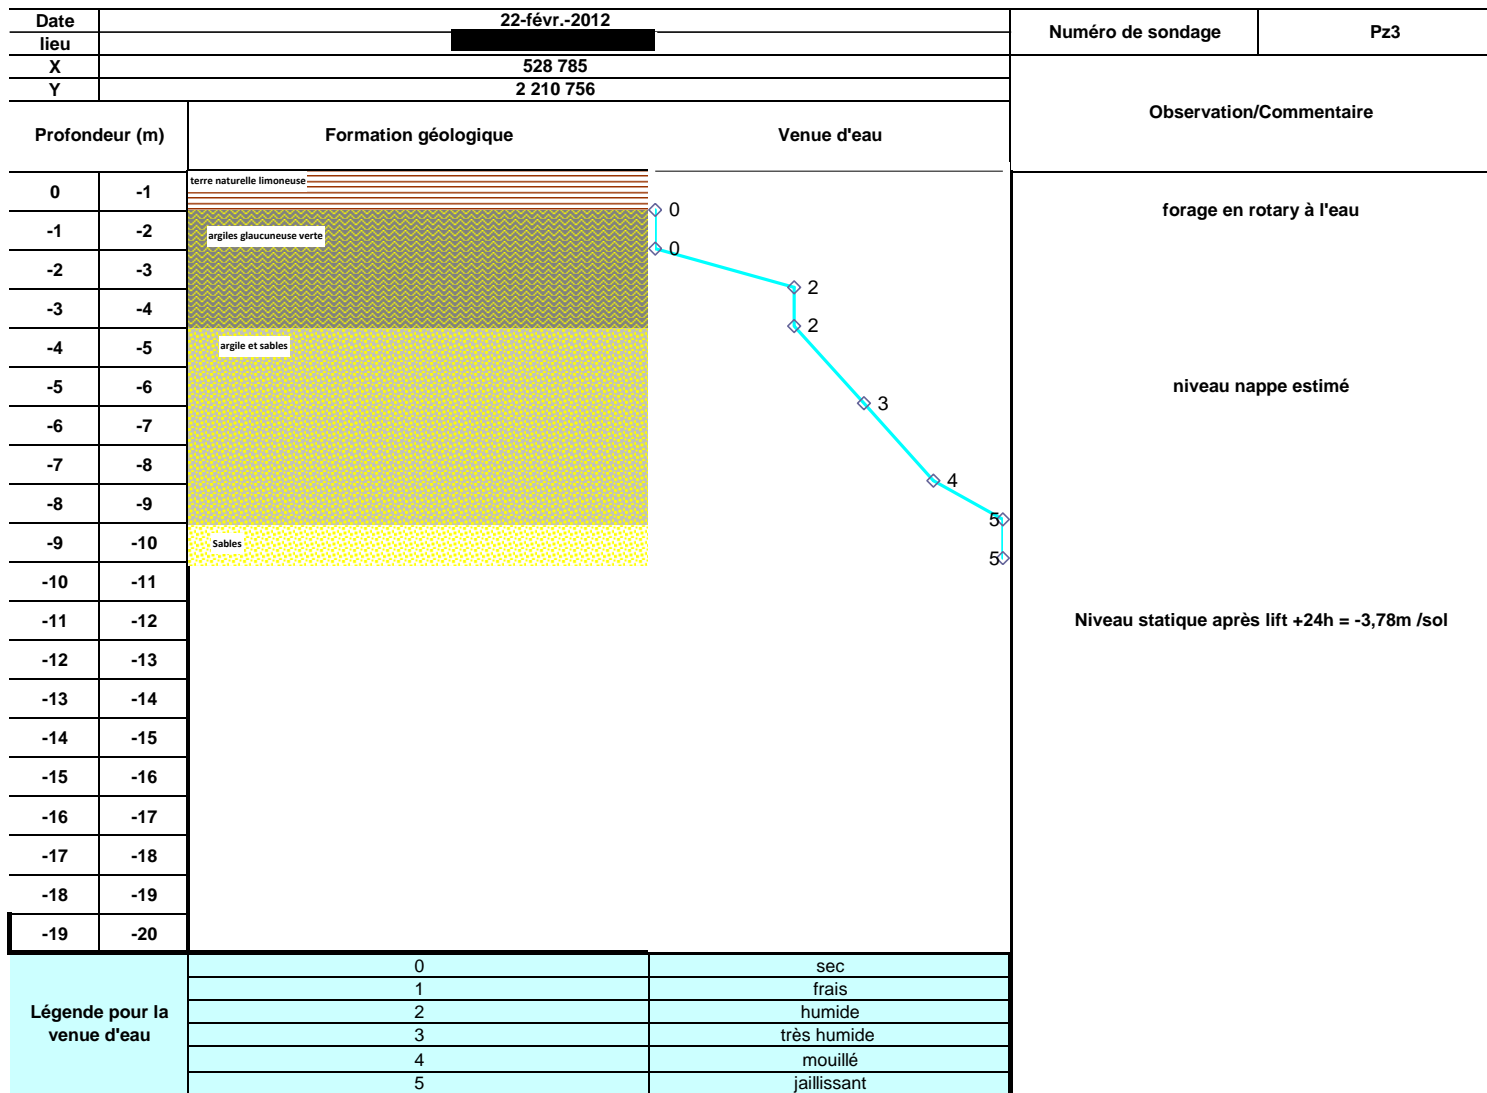 Date 22-févr.-2012 Numéro de sondage Pz3
lieu
X 528 785
Y 2 210 756
Observation/Commentaire
Profondeur (m) Formation géologique Venue d'eau
0 -1 terre naturelle limoneuse
0 forage en rotary à l'eau
-1 -2 argiles glaucuneuse verte
0
-2 -3
2
-3 -4
2
-4 -5 argile et sables
-5 -6 niveau nappe estimé
3
-6 -7
-7 -8
4
-8 -9
5
-9 -10 Sables
5
-10 -11
-11 -12 Niveau statique après lift +24h = -3,78m /sol
-12 -13
-13 -14
-14 -15
-15 -16
-16 -17
-17 -18
-18 -19
-19 -20
Légende pour la venue d'eau
0 sec
1 frais
2 humide
3 très humide
4 mouillé
5 jaillissant